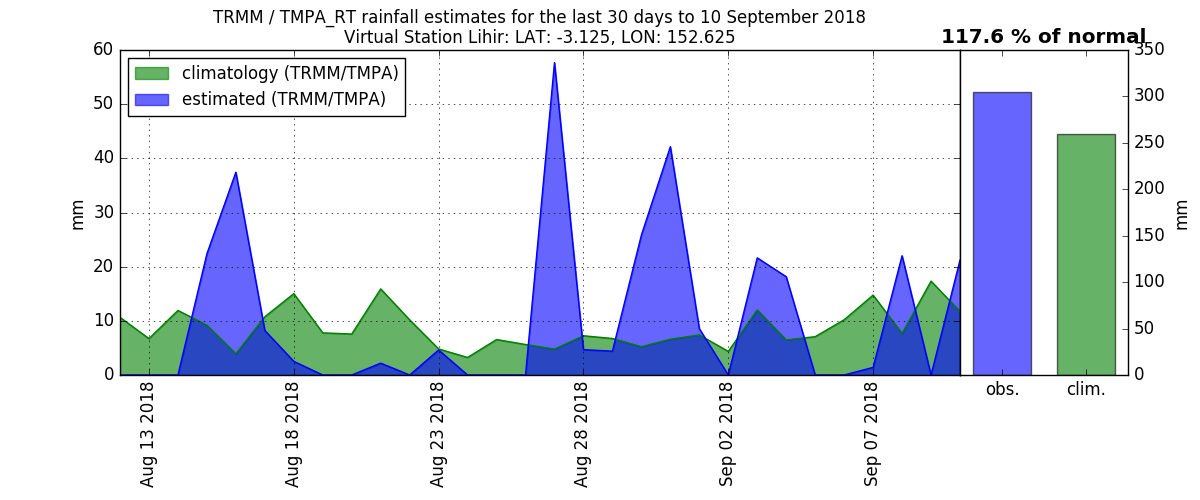 TRMM / TMPA_RT rainfall estimates for the last 30 days to 10 September 2018
Virtual Station Lihir: LAT: -3.125, LON: 152.625
117.6 % of normal
climatology (TRMM/TMPA)
estimated (TRMM/TMPA)
60
50
40
30
20
10
0
mm
Aug 13 2018
Aug 18 2018
Aug 23 2018
Aug 28 2018
Sep 02 2018
Sep 07 2018
obs.
clim.
350
300
250
200
150
100
50
0
mm